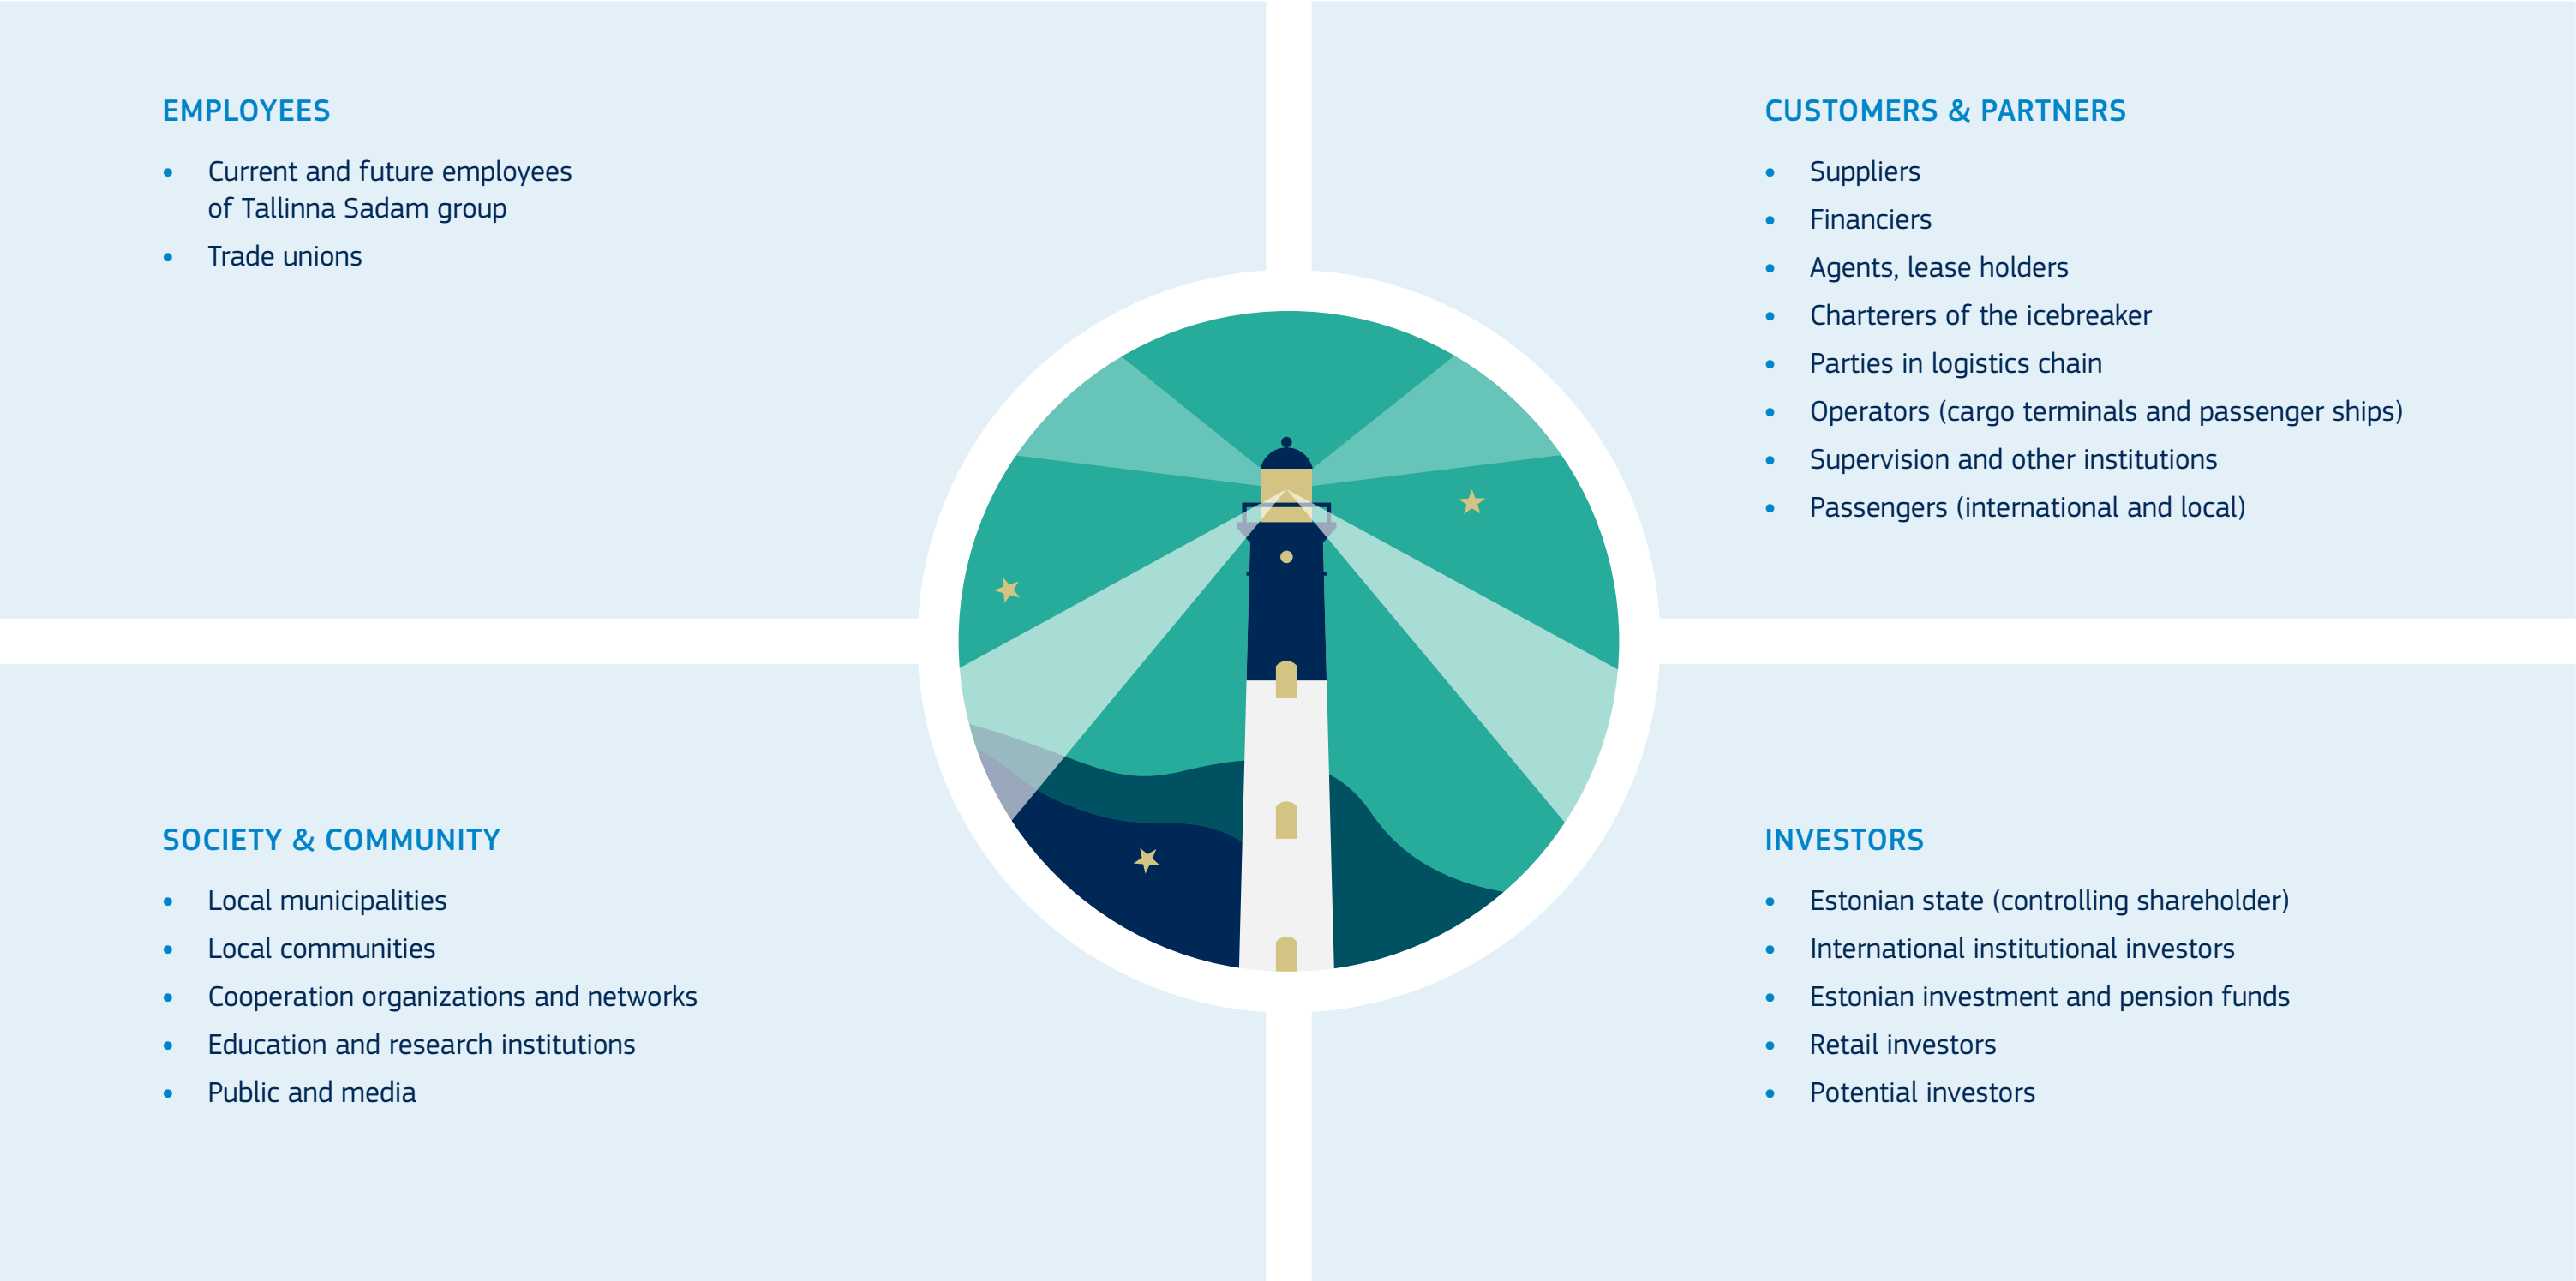 EMPLOYEES
• Current and future employees
of Tallinna Sadam group
• Trade unions
CUSTOMERS & PARTNERS
• Suppliers
• Financiers
• Agents, lease holders
• Charterers of the icebreaker
• Parties in logistics chain
• Operators (cargo terminals and passenger ships)
• Supervision and other institutions
• Passengers (international and local)
SOCIETY & COMMUNITY
• Local municipalities
• Local communities
• Cooperation organizations and networks
• Education and research institutions
• Public and media
INVESTORS
• Estonian state (controlling shareholder)
• International institutional investors
• Estonian investment and pension funds
• Retail investors
• Potential investors